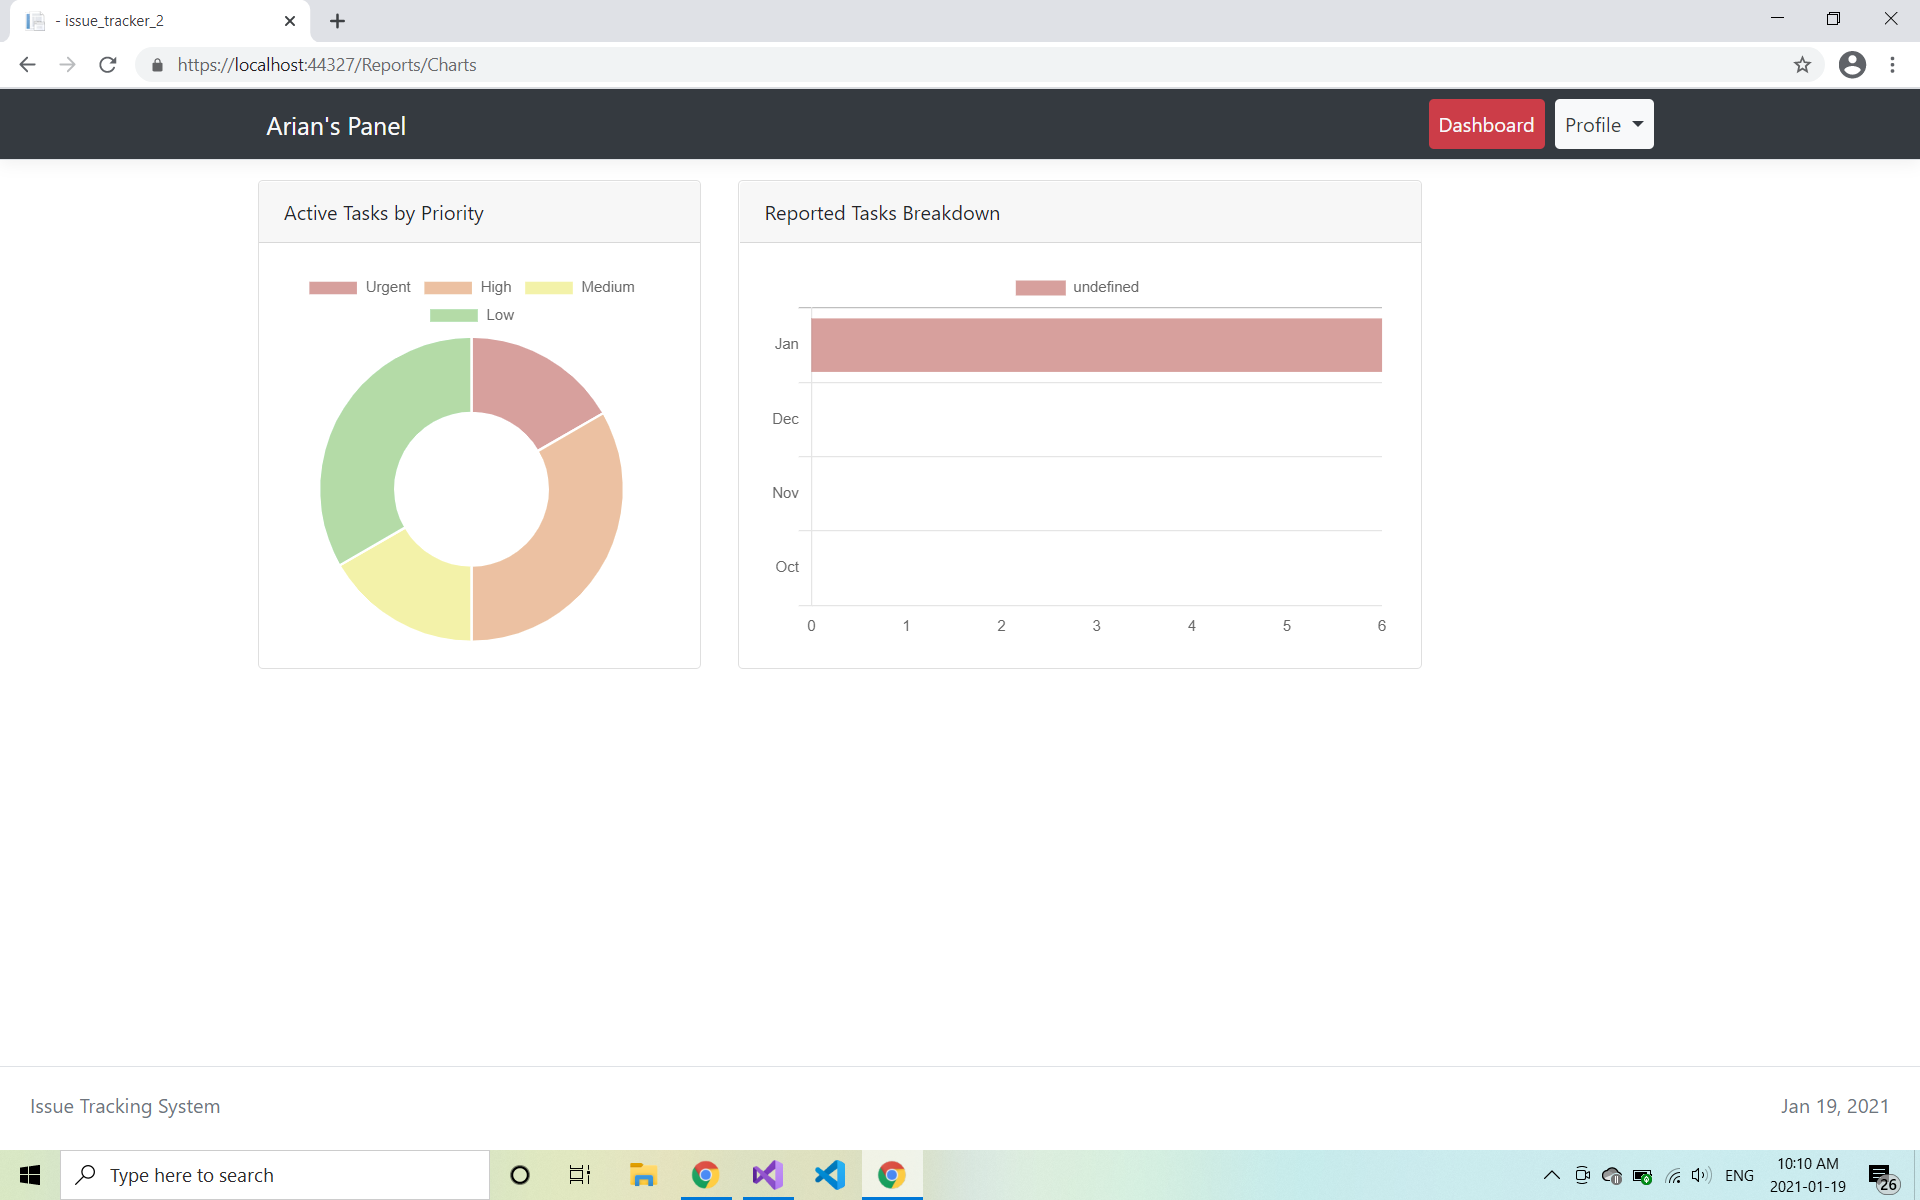 - issue_tracker_2
https://localhost:44327/Reports/Charts
Arian's Panel
Dashboard
Profile
Active Tasks by Priority
Urgent High Medium
Low
Reported Tasks Breakdown
undefined
Jan
Dec
Nov
Oct
0 1 2 3 4 5 6
Issue Tracking System
Jan 19, 2021
Type here to search
ENG
10:10 AM
2021-01-19
26